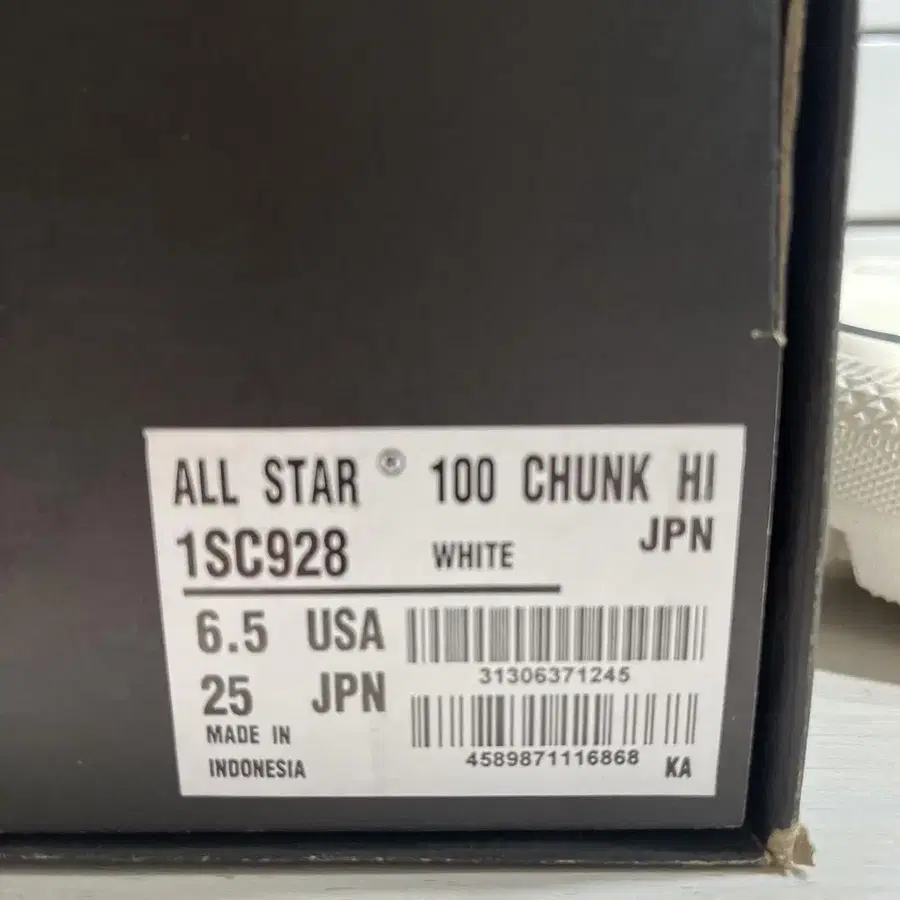 ALL STAR ® 100 CHUNK HI
1SC928 WHITE JPN
6.5 USA
31306371245
25 JPN
4589871116868 KA
MADE IN
INDONESIA